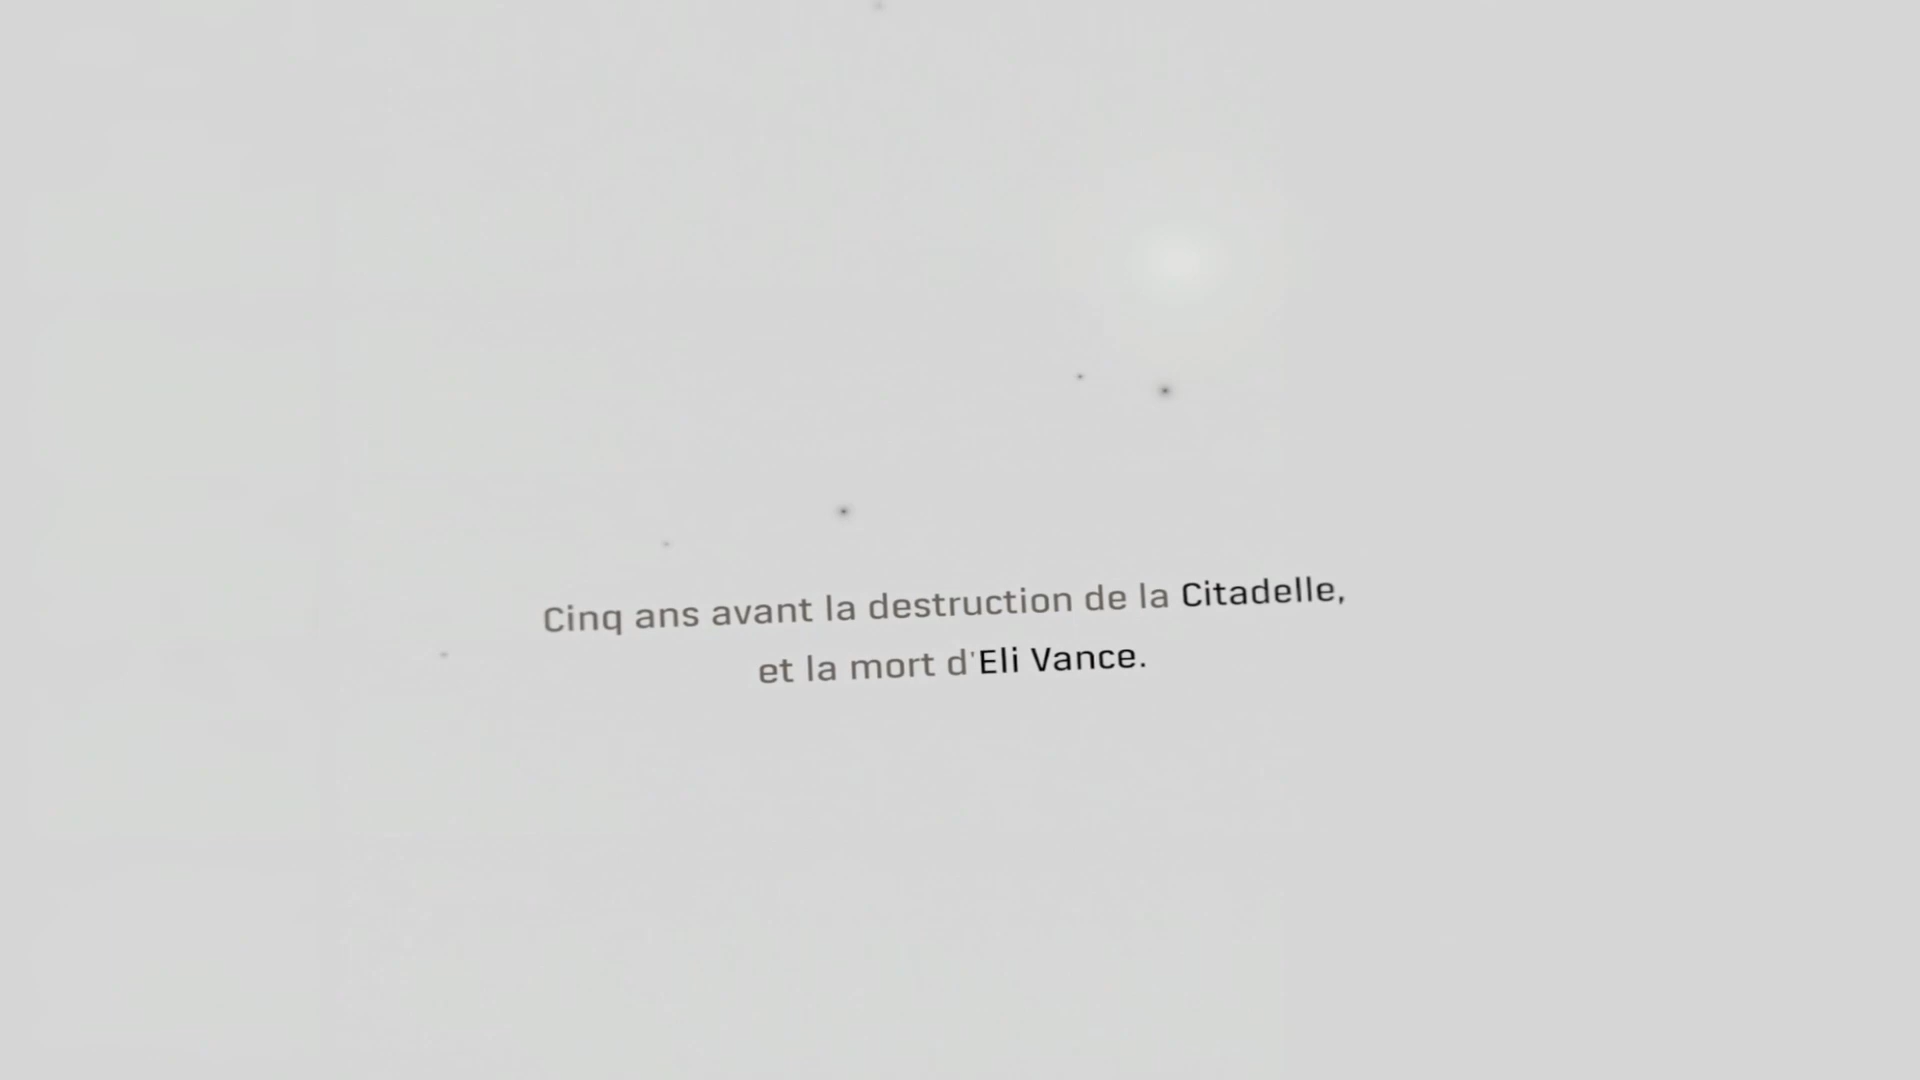 Cinq ans avant la destruction de la Citadelle,
et la mort d'Eli Vance.